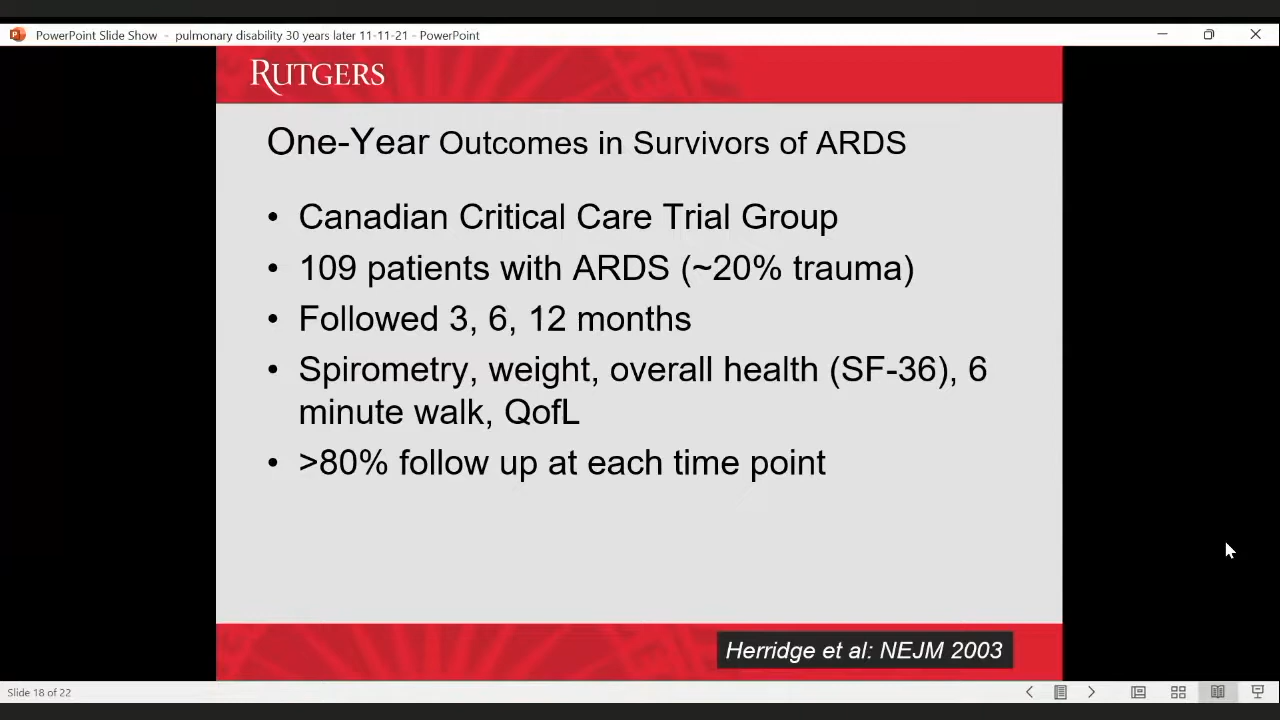 PowerPoint Slide Show - pulmonary disability 30 years later 11-11-21 - PowerPoint
RUTGERS
One-Year Outcomes in Survivors of ARDS
• Canadian Critical Care Trial Group
• 109 patients with ARDS (~20% trauma)
• Followed 3, 6, 12 months
• Spirometry, weight, overall health (SF-36), 6
minute walk, QofL
• >80% follow up at each time point
Herridge et al: NEJM 2003
Slide 18 of 22